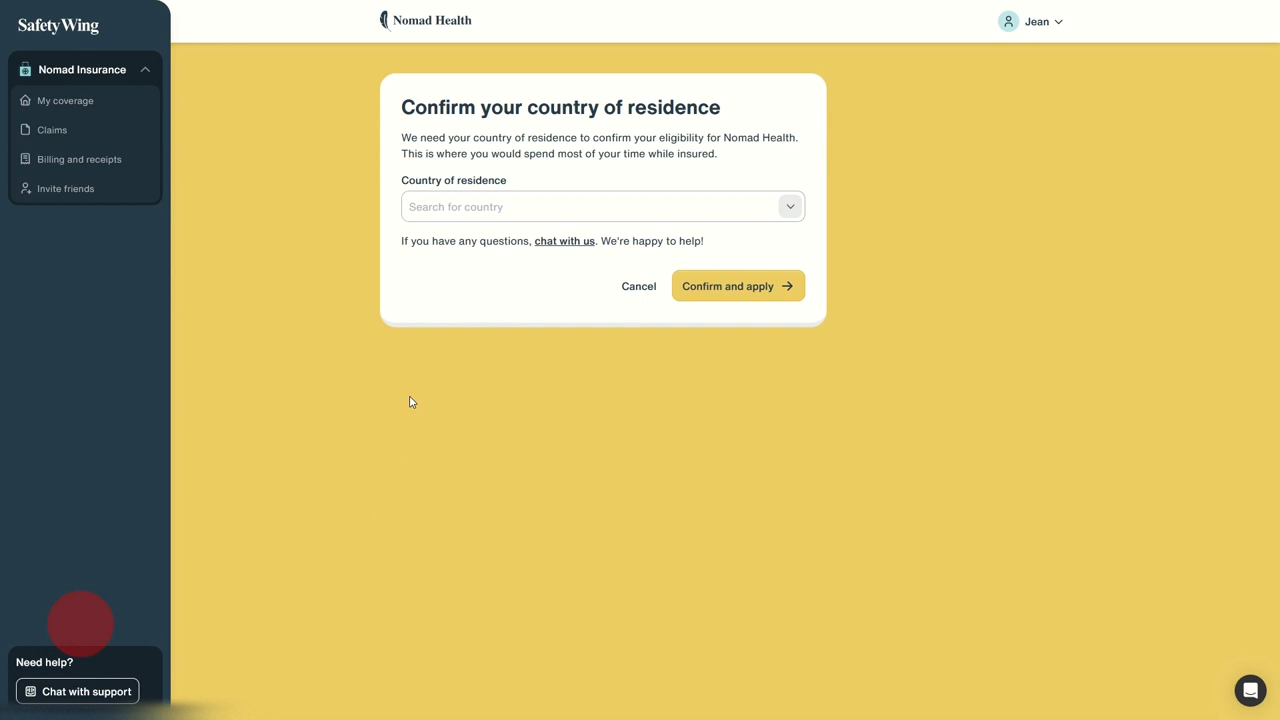 SafetyWing
Nomad Health
Jean
Nomad Insurance
My coverage
Claims
Billing and receipts
Invite friends
Confirm your country of residence
We need your country of residence to confirm your eligibility for Nomad Health.
This is where you would spend most of your time while insured.
Country of residence
Search for country
If you have any questions, chat with us. We're happy to help!
Cancel
Confirm and apply
Need help?
Chat with support